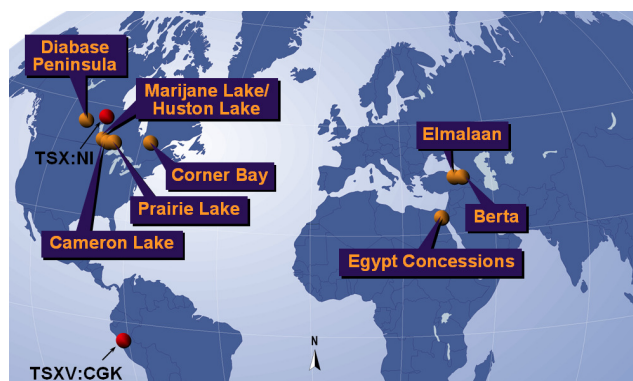 Diabase
Peninsula
Marijane Lake/
Huston Lake
TSX:NI
Elmalaan
Corner Bay
Prairie Lake
Berta
Cameron Lake
Egypt Concessions
N
TSXV:CGK